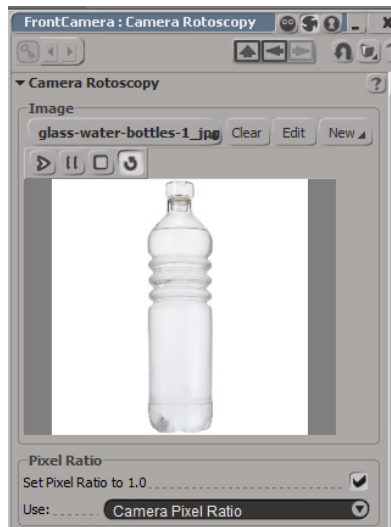 FrontCamera : Camera Rotoscopy
Camera Rotoscopy ?
Image
glass-water-bottles-1_jpg Clear Edit New
Pixel Ratio
Set Pixel Ratio to 1.0
Use: Camera Pixel Ratio